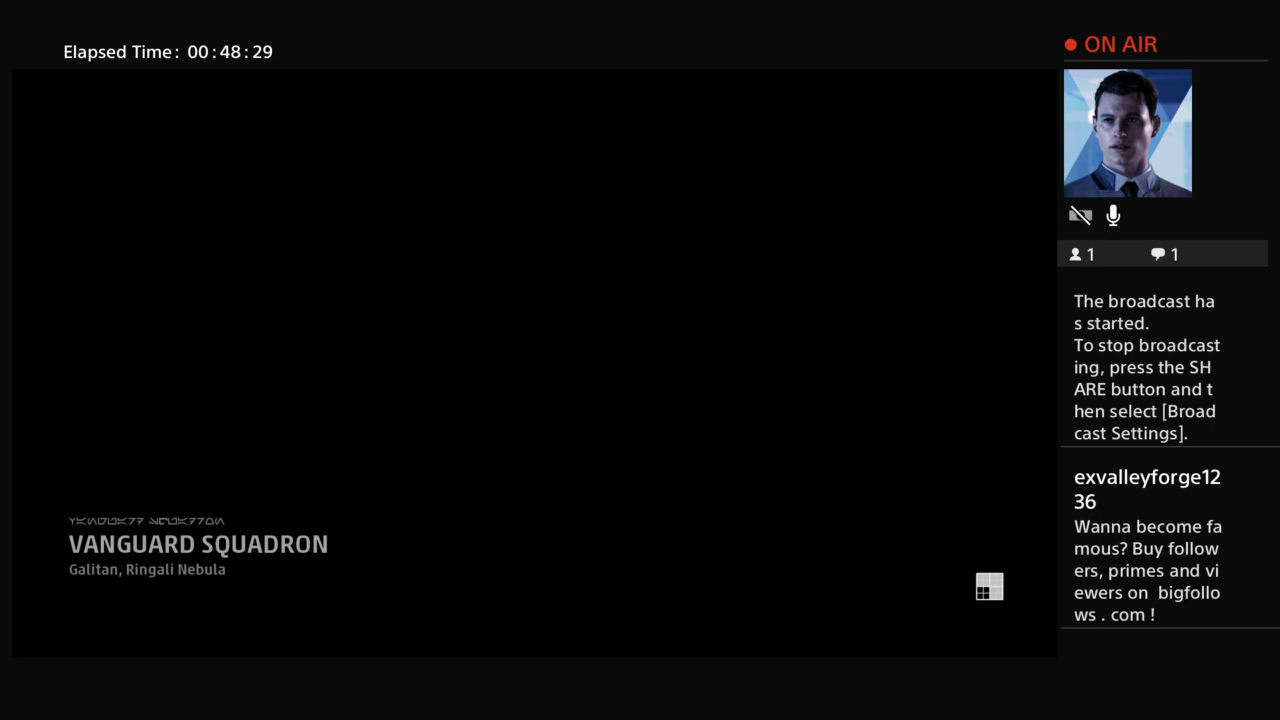 Elapsed Time: 00:48:29
ON AIR
1
1
The broadcast ha
s started.
To stop broadcast
ing, press the SH
ARE button and t
hen select [Broad
cast Settings].
exvalleyforge12
36
Wanna become fa
mous? Buy follow
ers, primes and vi
ewers on  bigfollo
ws . com !
VANGUARD SQUADRON
Galitan, Ringali Nebula